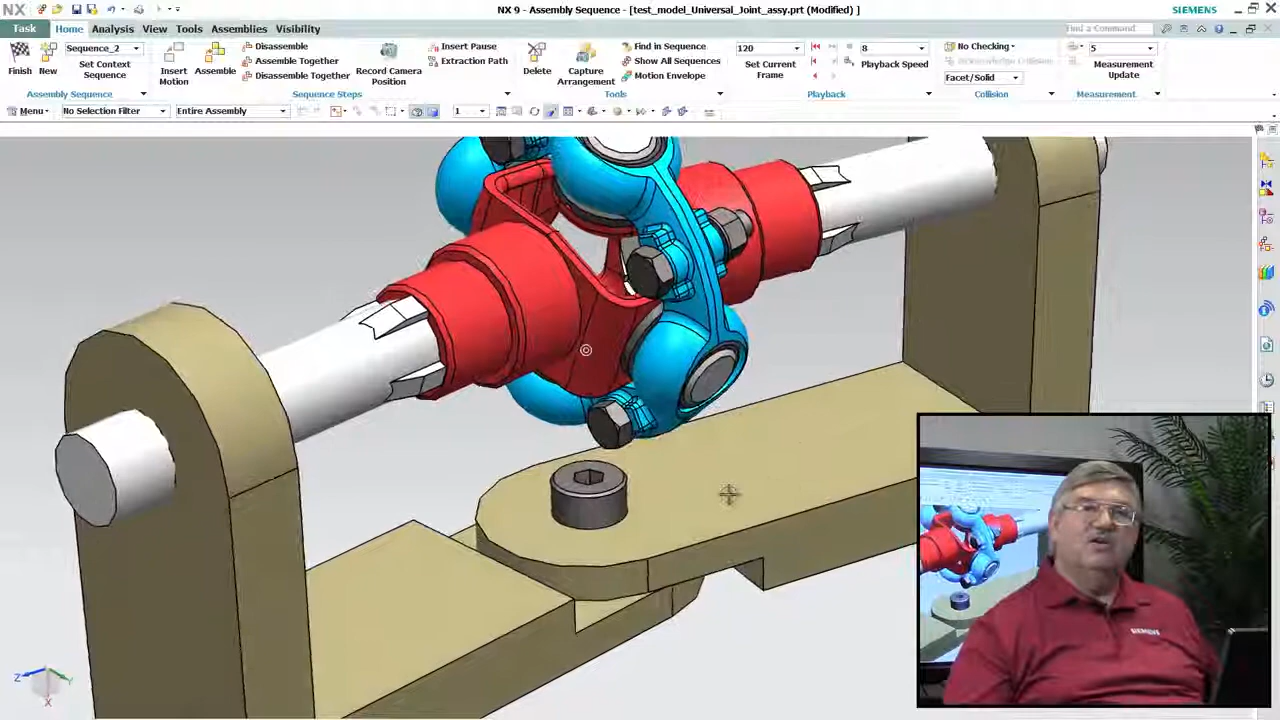 NX NX 9 - Assembly Sequence - [test_model_Universal_Joint_assy.prt (Modified) ] SIEMENS
Task Home Analysis View Tools Assemblies Visibility Find a Command
Finish New Sequence_2 Set Context Sequence Insert Motion Assemble Disassemble Assemble Together Disassemble Together Record Camera Position Insert Pause Extraction Path Delete Capture Arrangement Find in Sequence Show All Sequences Motion Envelope 120 Set Current Frame 8 Playback Speed No Checking Facet/Solid 5 Measurement Update
Assembly Sequence Sequence Steps Tools Playback Collision Measurement
Menu No Selection Filter Entire Assembly 1
SIEMENS
Z Y
X